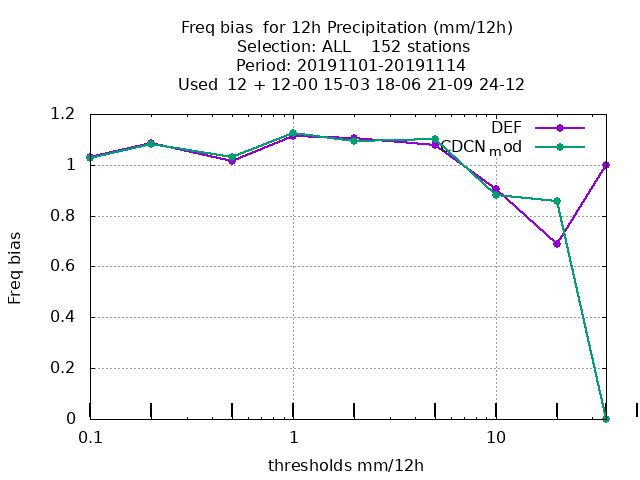 Freq bias  for 12h Precipitation (mm/12h)
Selection: ALL    152 stations
Period: 20191101-20191114
Used  12 + 12-00 15-03 18-06 21-09 24-12
DEF
CDCN_mod
1.2
1
0.8
0.6
0.4
0.2
0
Freq bias
0.1
1
10
thresholds mm/12h